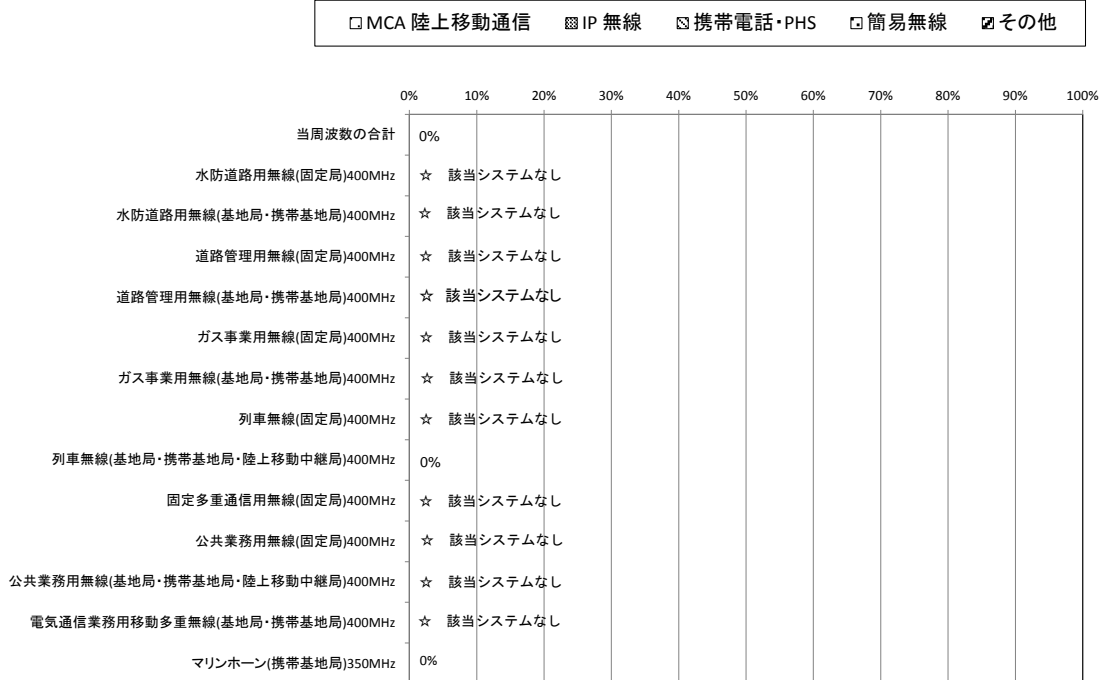 MCA 陸上移動通信 IP 無線 携帯電話・PHS 簡易無線 その他
0% 10% 20% 30% 40% 50% 60% 70% 80% 90% 100%
当周波数の合計 0%
水防道路用無線(固定局)400MHz ☆ 該当システムなし
水防道路用無線(基地局・携帯基地局)400MHz ☆ 該当システムなし
道路管理用無線(固定局)400MHz ☆ 該当システムなし
道路管理用無線(基地局・携帯基地局)400MHz ☆ 該当システムなし
ガス事業用無線(固定局)400MHz ☆ 該当システムなし
ガス事業用無線(基地局・携帯基地局)400MHz ☆ 該当システムなし
列車無線(固定局)400MHz ☆ 該当システムなし
列車無線(基地局・携帯基地局・陸上移動中継局)400MHz 0%
固定多重通信用無線(固定局)400MHz ☆ 該当システムなし
公共業務用無線(固定局)400MHz ☆ 該当システムなし
公共業務用無線(基地局・携帯基地局・陸上移動中継局)400MHz ☆ 該当システムなし
電気通信業務用移動多重無線(基地局・携帯基地局)400MHz ☆ 該当システムなし
マリンホーン(携帯基地局)350MHz 0%